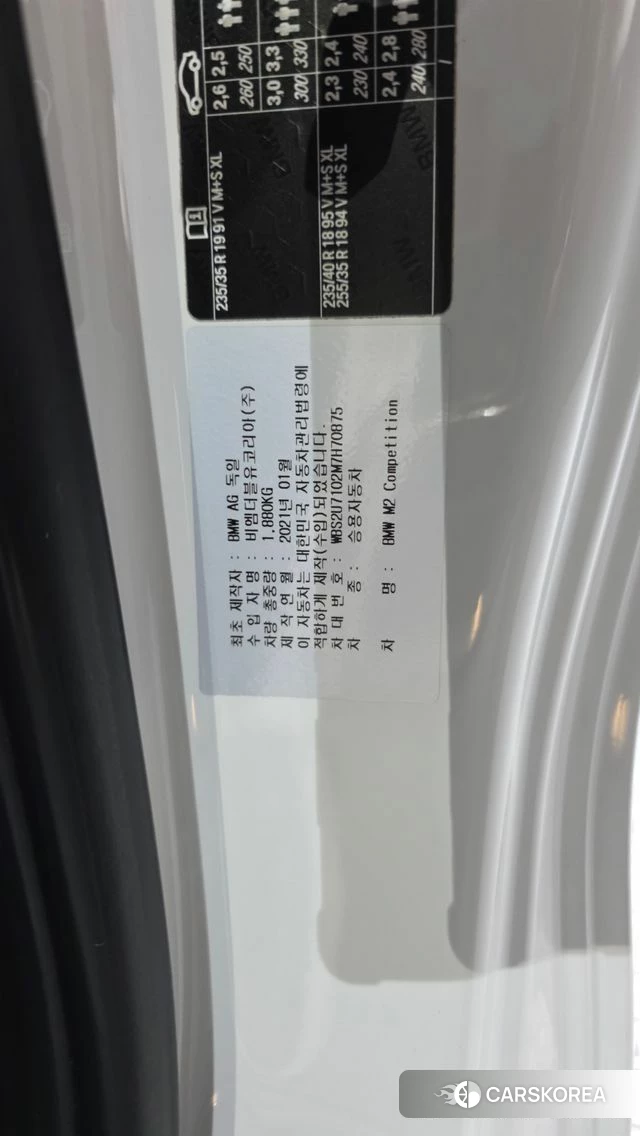 2,6 2,5
260 250
3,0 3,3
300 330
2,3 2,4
230 240
2,4 2,8
240 280
/
235/35 R 19 91 V M+S XL
235/40 R 18 95 V M+S XL
255/35 R 18 94 V M+S XL
최초 제작자 : BMW AG 독일
수 입 자 명 : 비엠더블유코리아(주)
차량 총중량 : 1,880KG
제 작 연 월 : 2021년 01월
이 자동차는 대한민국 자동차관리법령에
적합하게 제작(수입)되었습니다.
차 대 번 호 : WBS2U7102M7H70875
차 종 : 승용자동차
차 명 : BMW M2 Competition
CARSKOREA